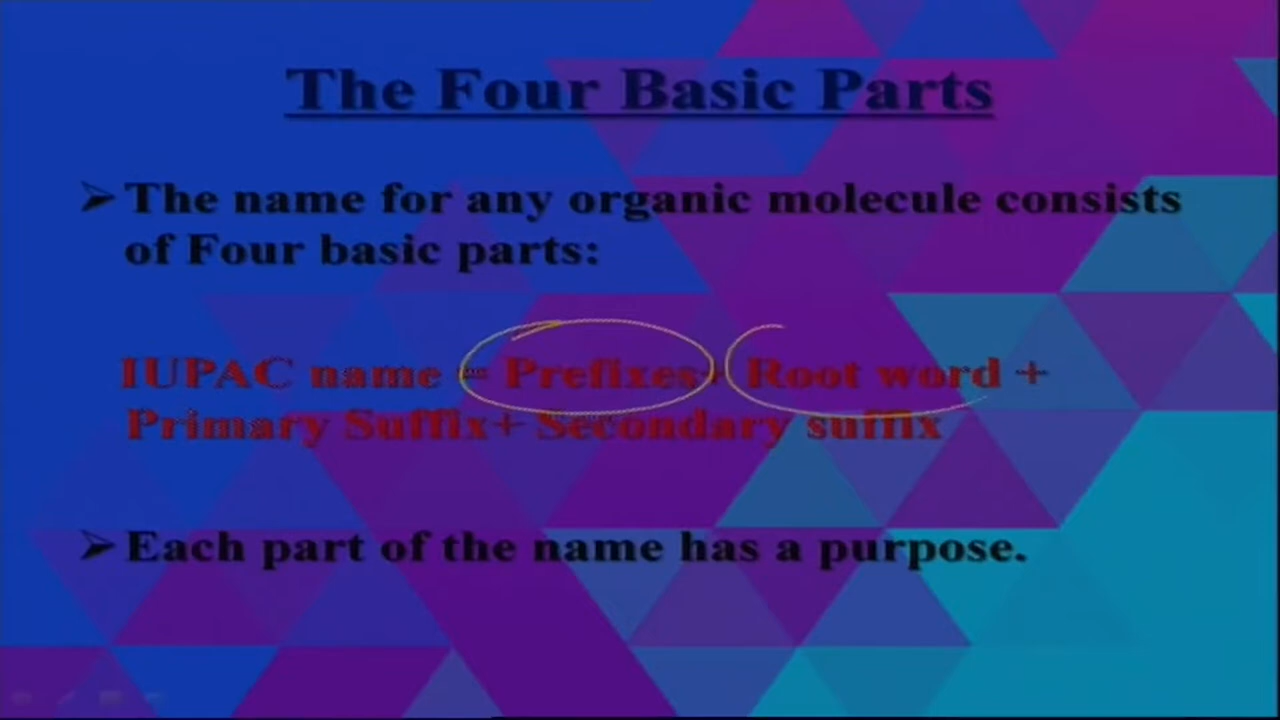 The Four Basic Parts
➢ The name for any organic molecule consists
of Four basic parts:
IUPAC name = Prefixes+ Root word +
Primary Suffix+ Secondary suffix
➢ Each part of the name has a purpose.